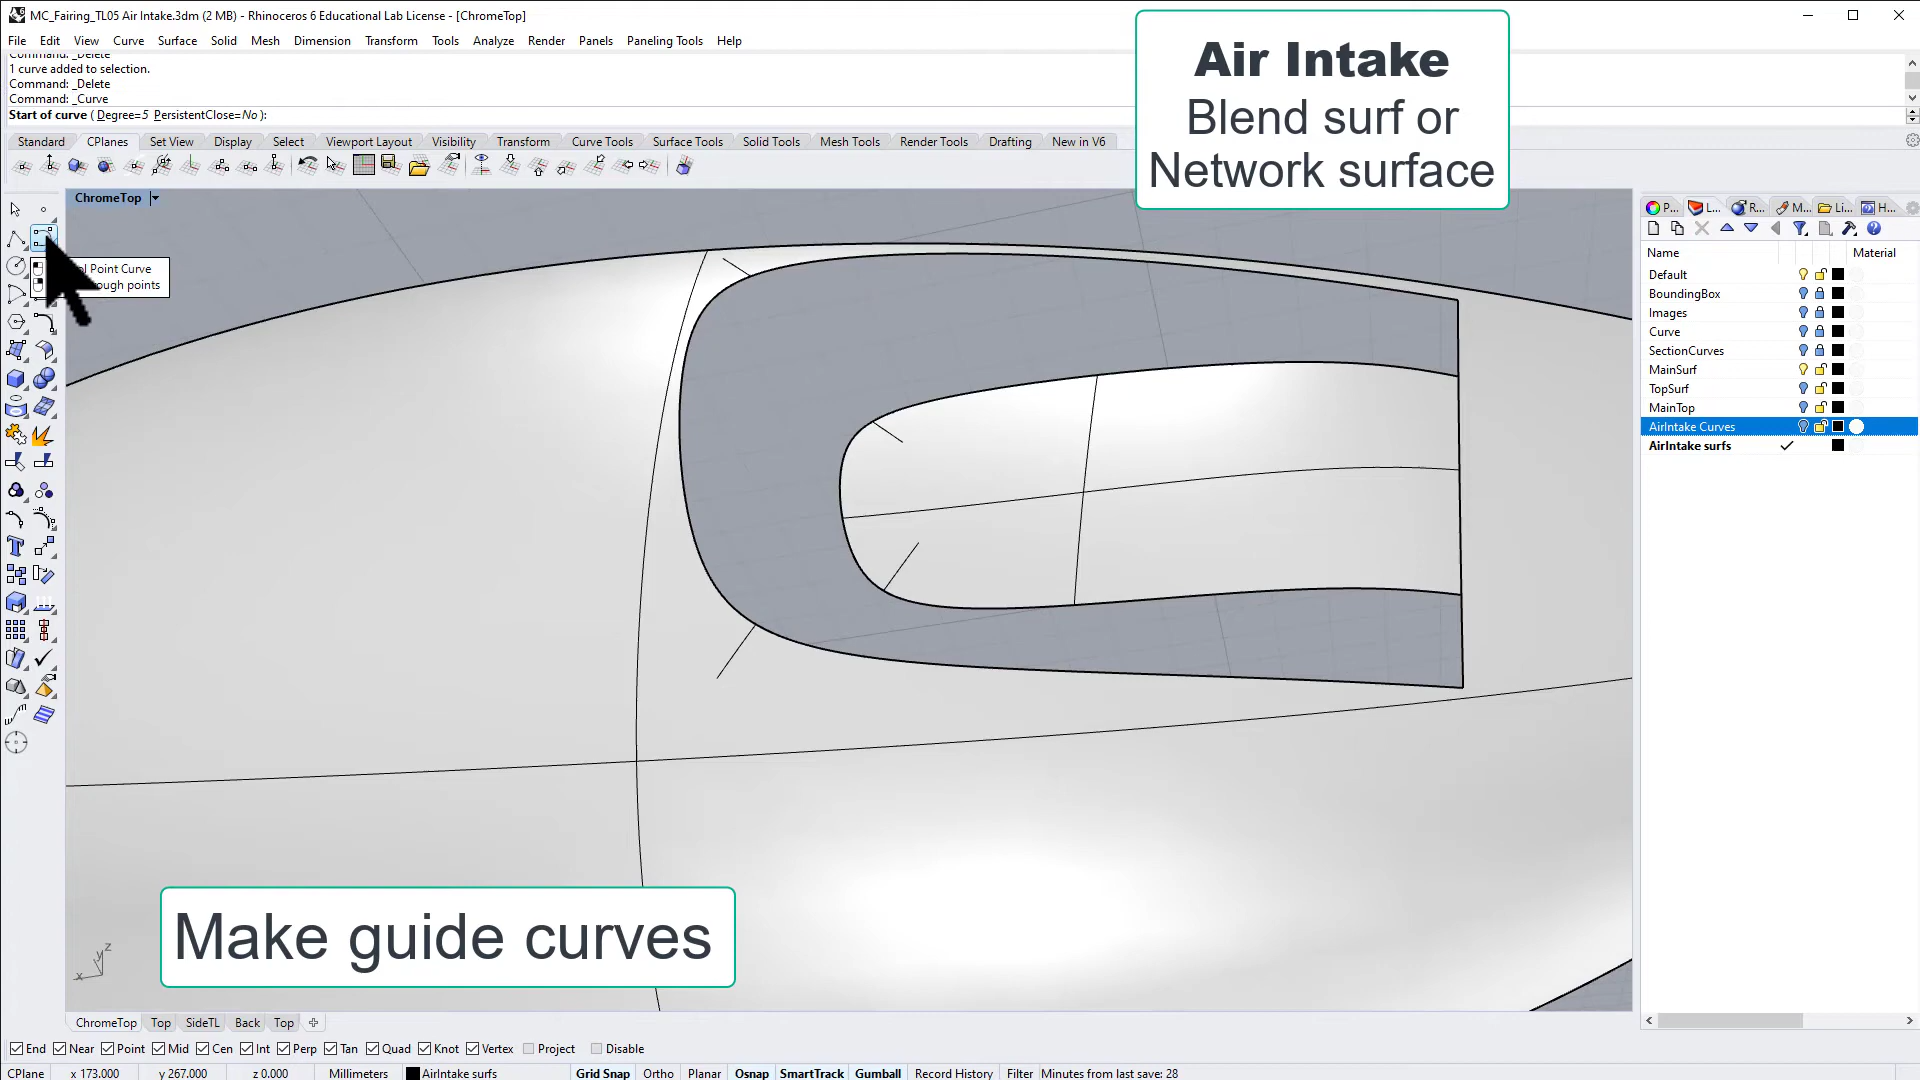 MC_Fairing_TL05 Air Intake.3dm (2 MB) - Rhinoceros 6 Educational Lab License - [ChromeTop]
File Edit View Curve Surface Solid Mesh Dimension Transform Tools Analyze Render Panels Paneling Tools Help
Command: _Delete
1 curve added to selection.
Command: _Delete
Command: _Curve
Start of curve ( Degree=5 PersistentClose=No):
Air Intake
Blend surf or
Network surface
Standard CPlanes Set View Display Select Viewport Layout Visibility Transform Curve Tools Surface Tools Solid Tools Mesh Tools Render Tools Drafting New in V6
ChromeTop
Point Curve
points
P... L... R... M... Li... H...
Name Material
Default
BoundingBox
Images
Curve
SectionCurves
MainSurf
TopSurf
MainTop
AirIntake Curves
AirIntake surfs
Make guide curves
z
y
x
ChromeTop Top SideTL Back Top
End Near Point Mid Cen Int Perp Tan Quad Knot Vertex Project Disable
CPlane x 173.000 y 267.000 z 0.000 Millimeters AirIntake surfs Grid Snap Ortho Planar Osnap SmartTrack Gumball Record History Filter Minutes from last save: 28